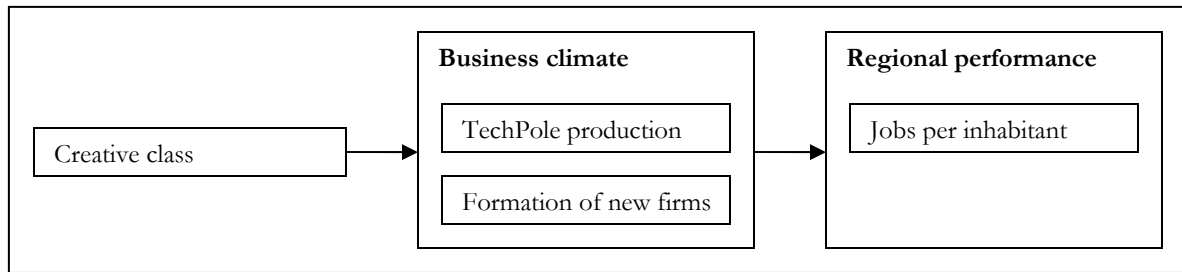 Creative class
Business climate
TechPole production
Formation of new firms
Regional performance
Jobs per inhabitant